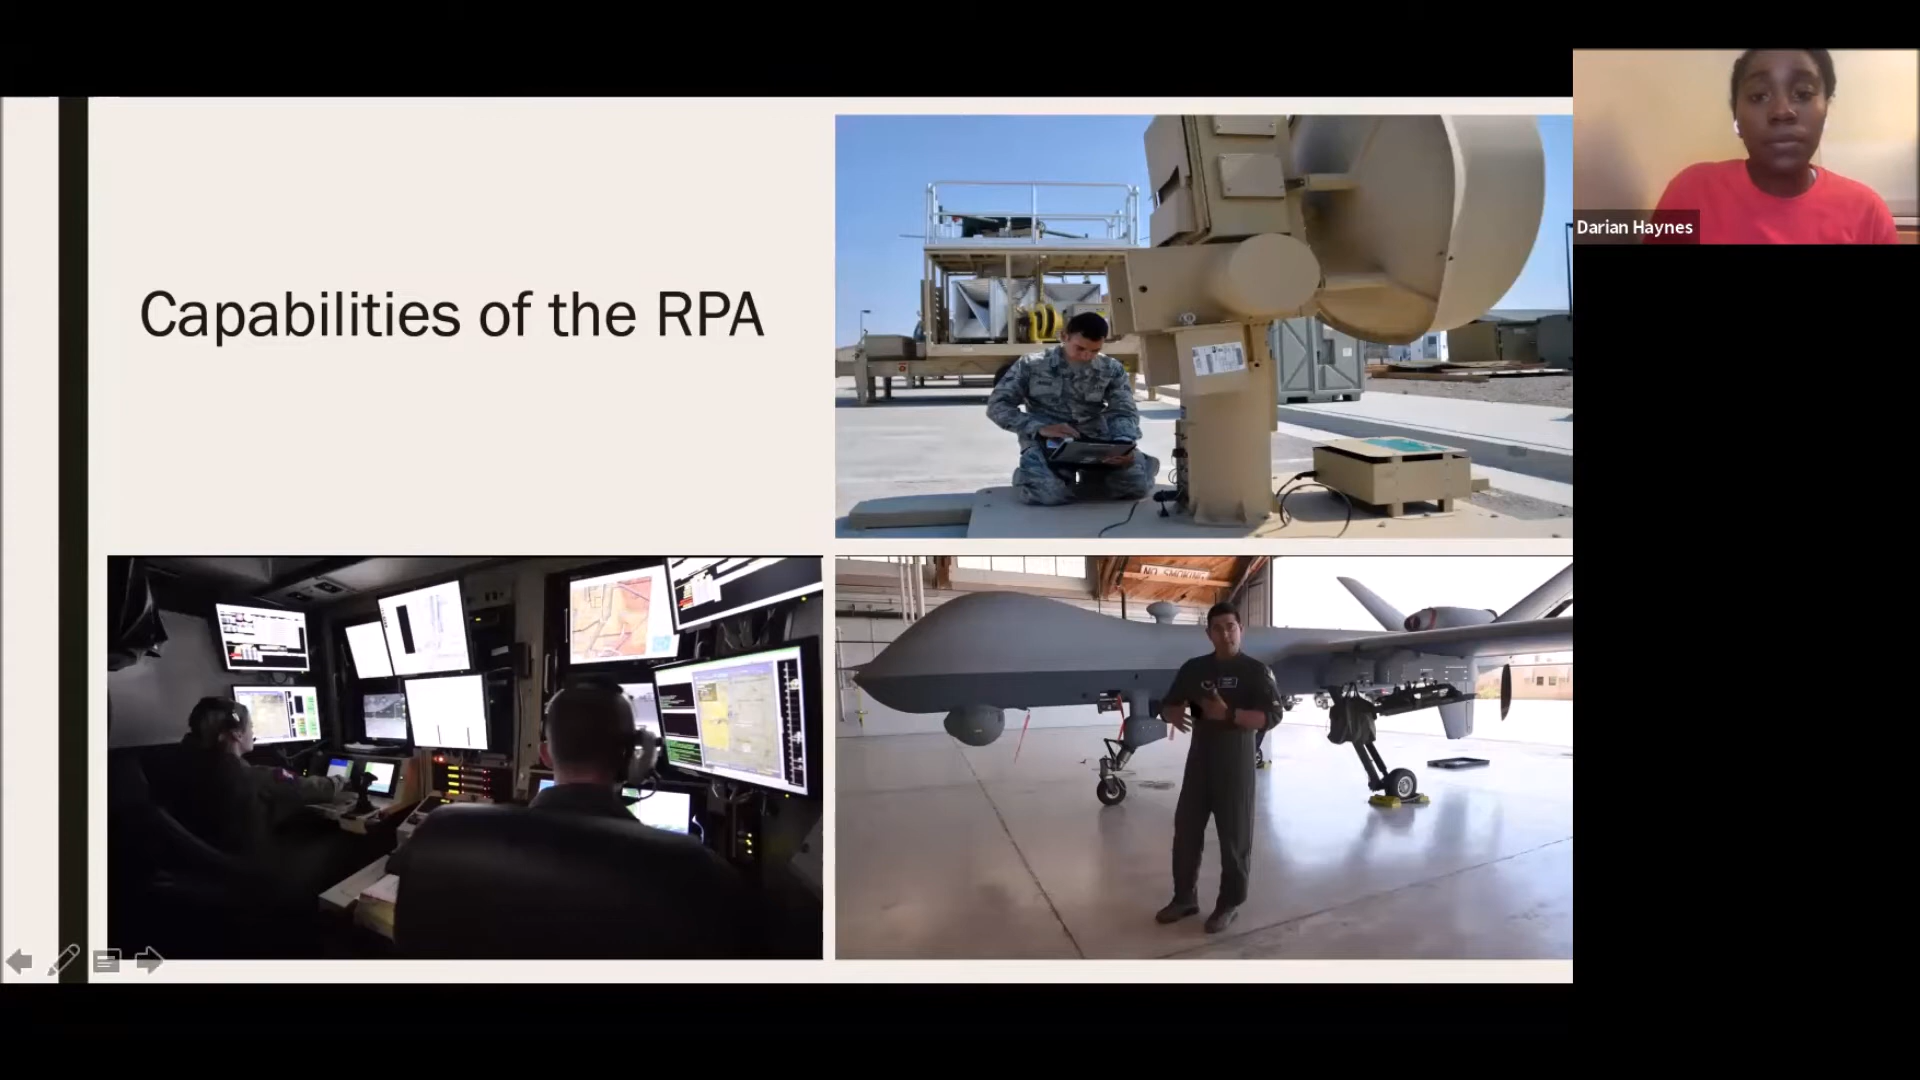 Capabilities of the RPA
Darian Haynes
NO SMOKING